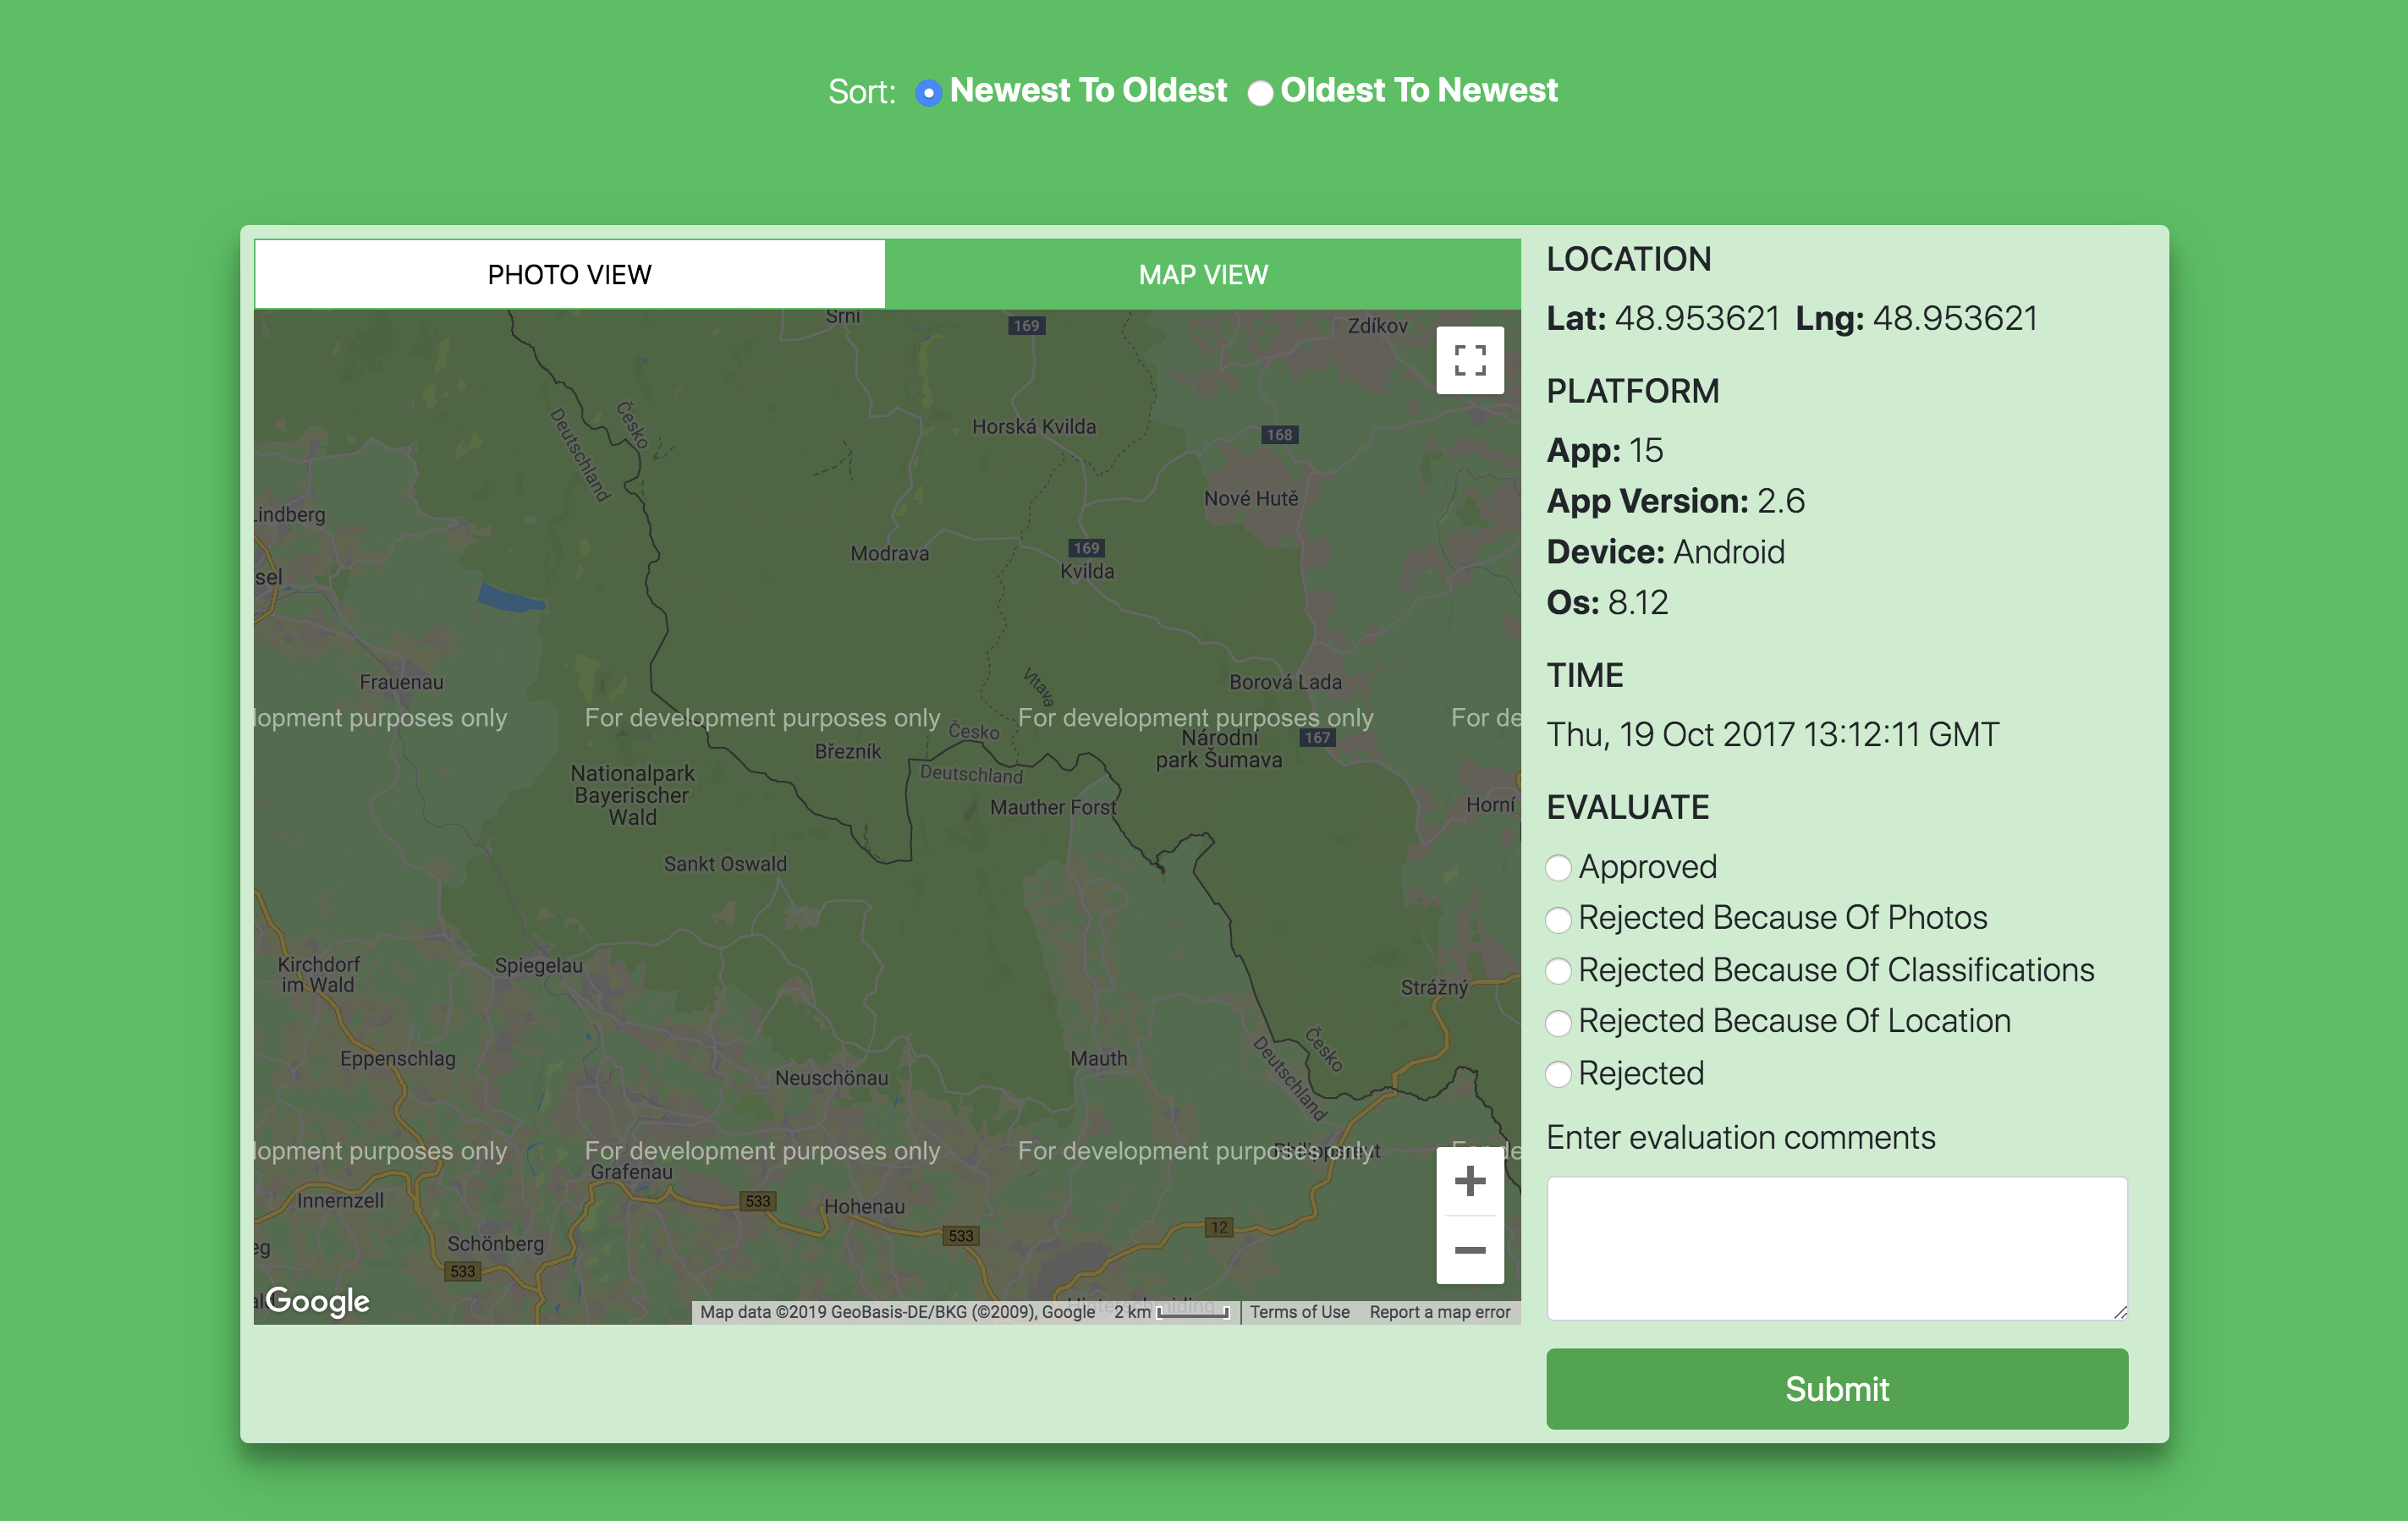 Sort: Newest To Oldest Oldest To Newest
PHOTO VIEW
MAP VIEW
Srní
169
Zdíkov
Česko
Deutschland
Horská Kvilda
168
Nové Hutě
Lindberg
Modrava
169
Kvilda
sel
Frauenau
Vltava
Borová Lada
lopment purposes only
For development purposes only
For development purposes only
For de
Česko
Národní
park Šumava
167
Březník
Deutschland
Nationalpark
Bayerischer
Wald
Mauther Forst
Horní
Sankt Oswald
Kirchdorf
im Wald
Spiegelau
Strážný
Česko
Deutschland
Eppenschlag
Mauth
Neuschönau
lopment purposes only
For development purposes only
For development purposes only
For de
Philippsreut
Grafenau
Innernzell
533
Hohenau
12
533
eg
Schönberg
533
ald
Google
Hinterschmiding
Map data ©2019 GeoBasis-DE/BKG (©2009), Google 2 km Terms of Use Report a map error
LOCATION
Lat: 48.953621 Lng: 48.953621
PLATFORM
App: 15
App Version: 2.6
Device: Android
Os: 8.12
TIME
Thu, 19 Oct 2017 13:12:11 GMT
EVALUATE
Approved
Rejected Because Of Photos
Rejected Because Of Classifications
Rejected Because Of Location
Rejected
Enter evaluation comments
Submit